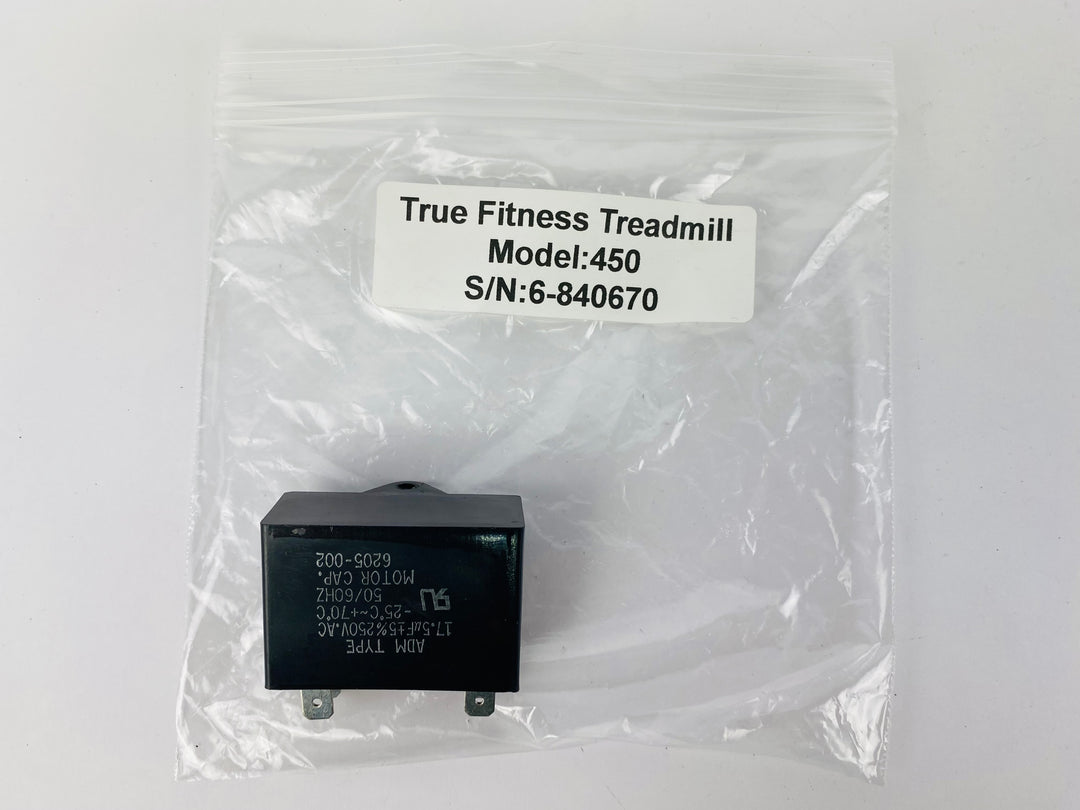 True Fitness Treadmill
Model:450
S/N:6-840670
ADM TYPE
17.5uF±5%250V.AC
-25°C~+70°C
50/60HZ
MOTOR CAP.
6205-002